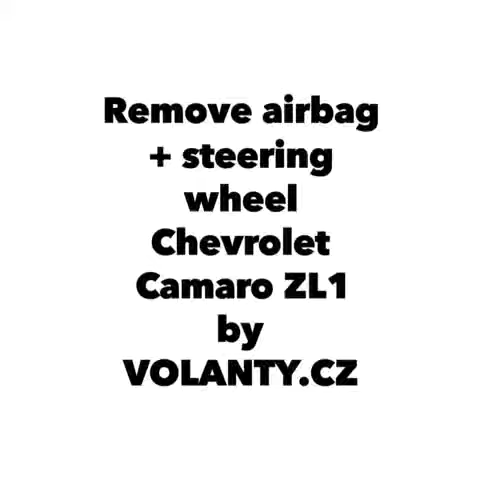 Remove airbag
+ steering
wheel
Chevrolet
Camaro ZL1
by
VOLANTY.CZ